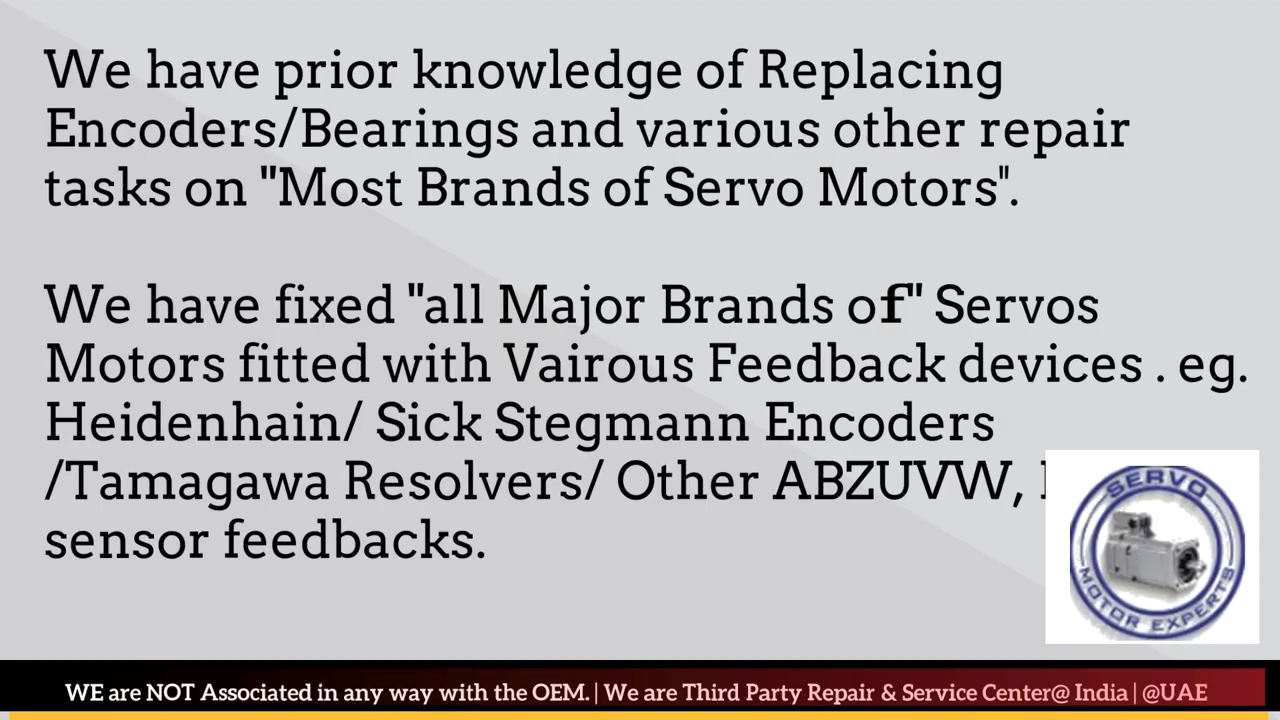 We have prior knowledge of Replacing
Encoders/Bearings and various other repair
tasks on "Most Brands of Servo Motors".
We have fixed "all Major Brands of" Servos
Motors fitted with Vairous Feedback devices . eg.
Heidenhain/ Sick Stegmann Encoders
/Tamagawa Resolvers/ Other ABZUVW,
sensor feedbacks.
SERVO
MOTOR EXPERTS
WE are NOT Associated in any way with the OEM. | We are Third Party Repair & Service Center@ India | @UAE